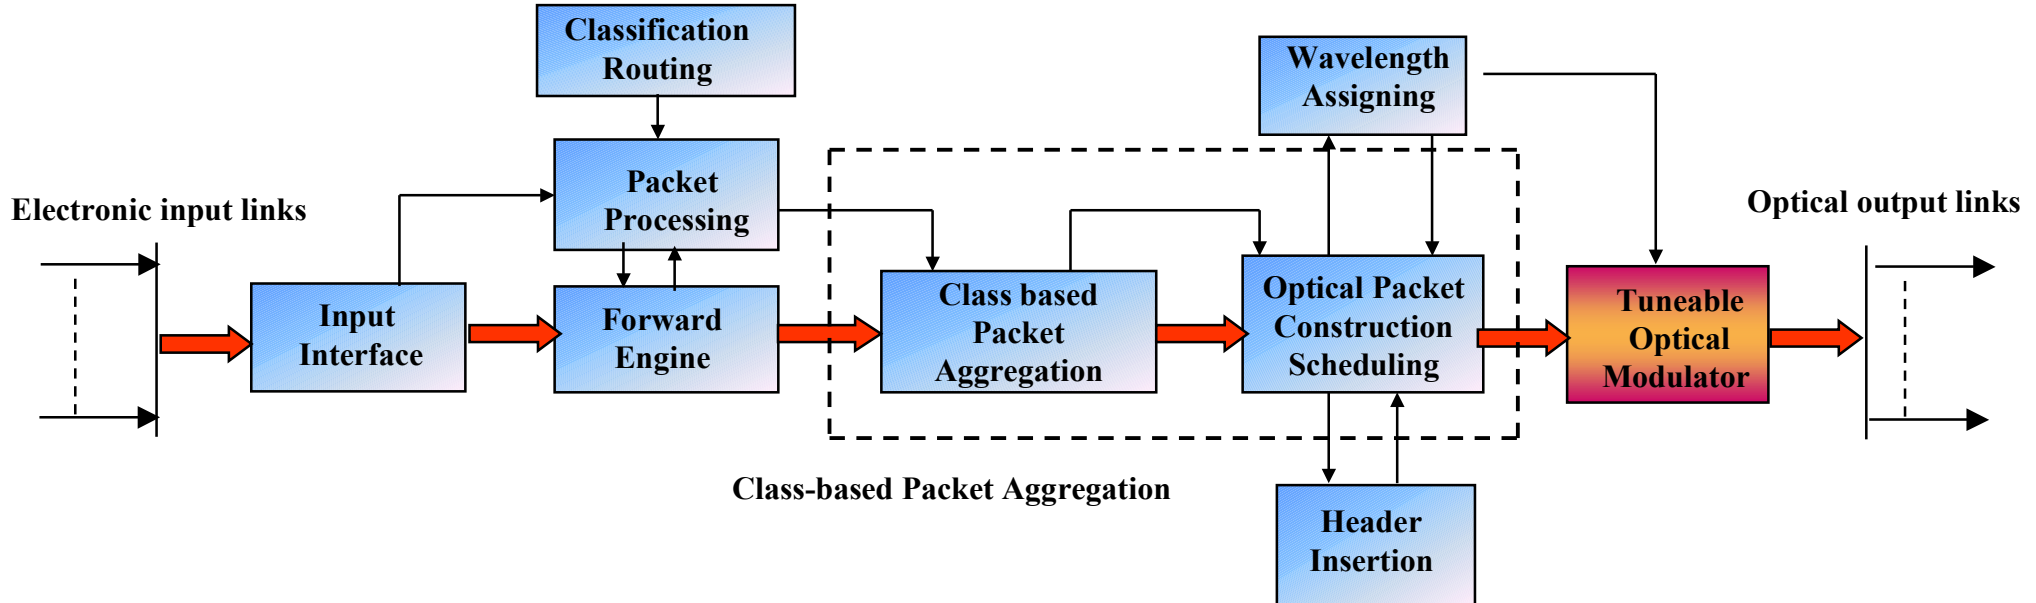 Classification
Routing
Wavelength
Assigning
Packet
Processing
Electronic input links
Optical output links
Input
Interface
Forward
Engine
Class based
Packet
Aggregation
Optical Packet
Construction
Scheduling
Tuneable
Optical
Modulator
Class-based Packet Aggregation
Header
Insertion